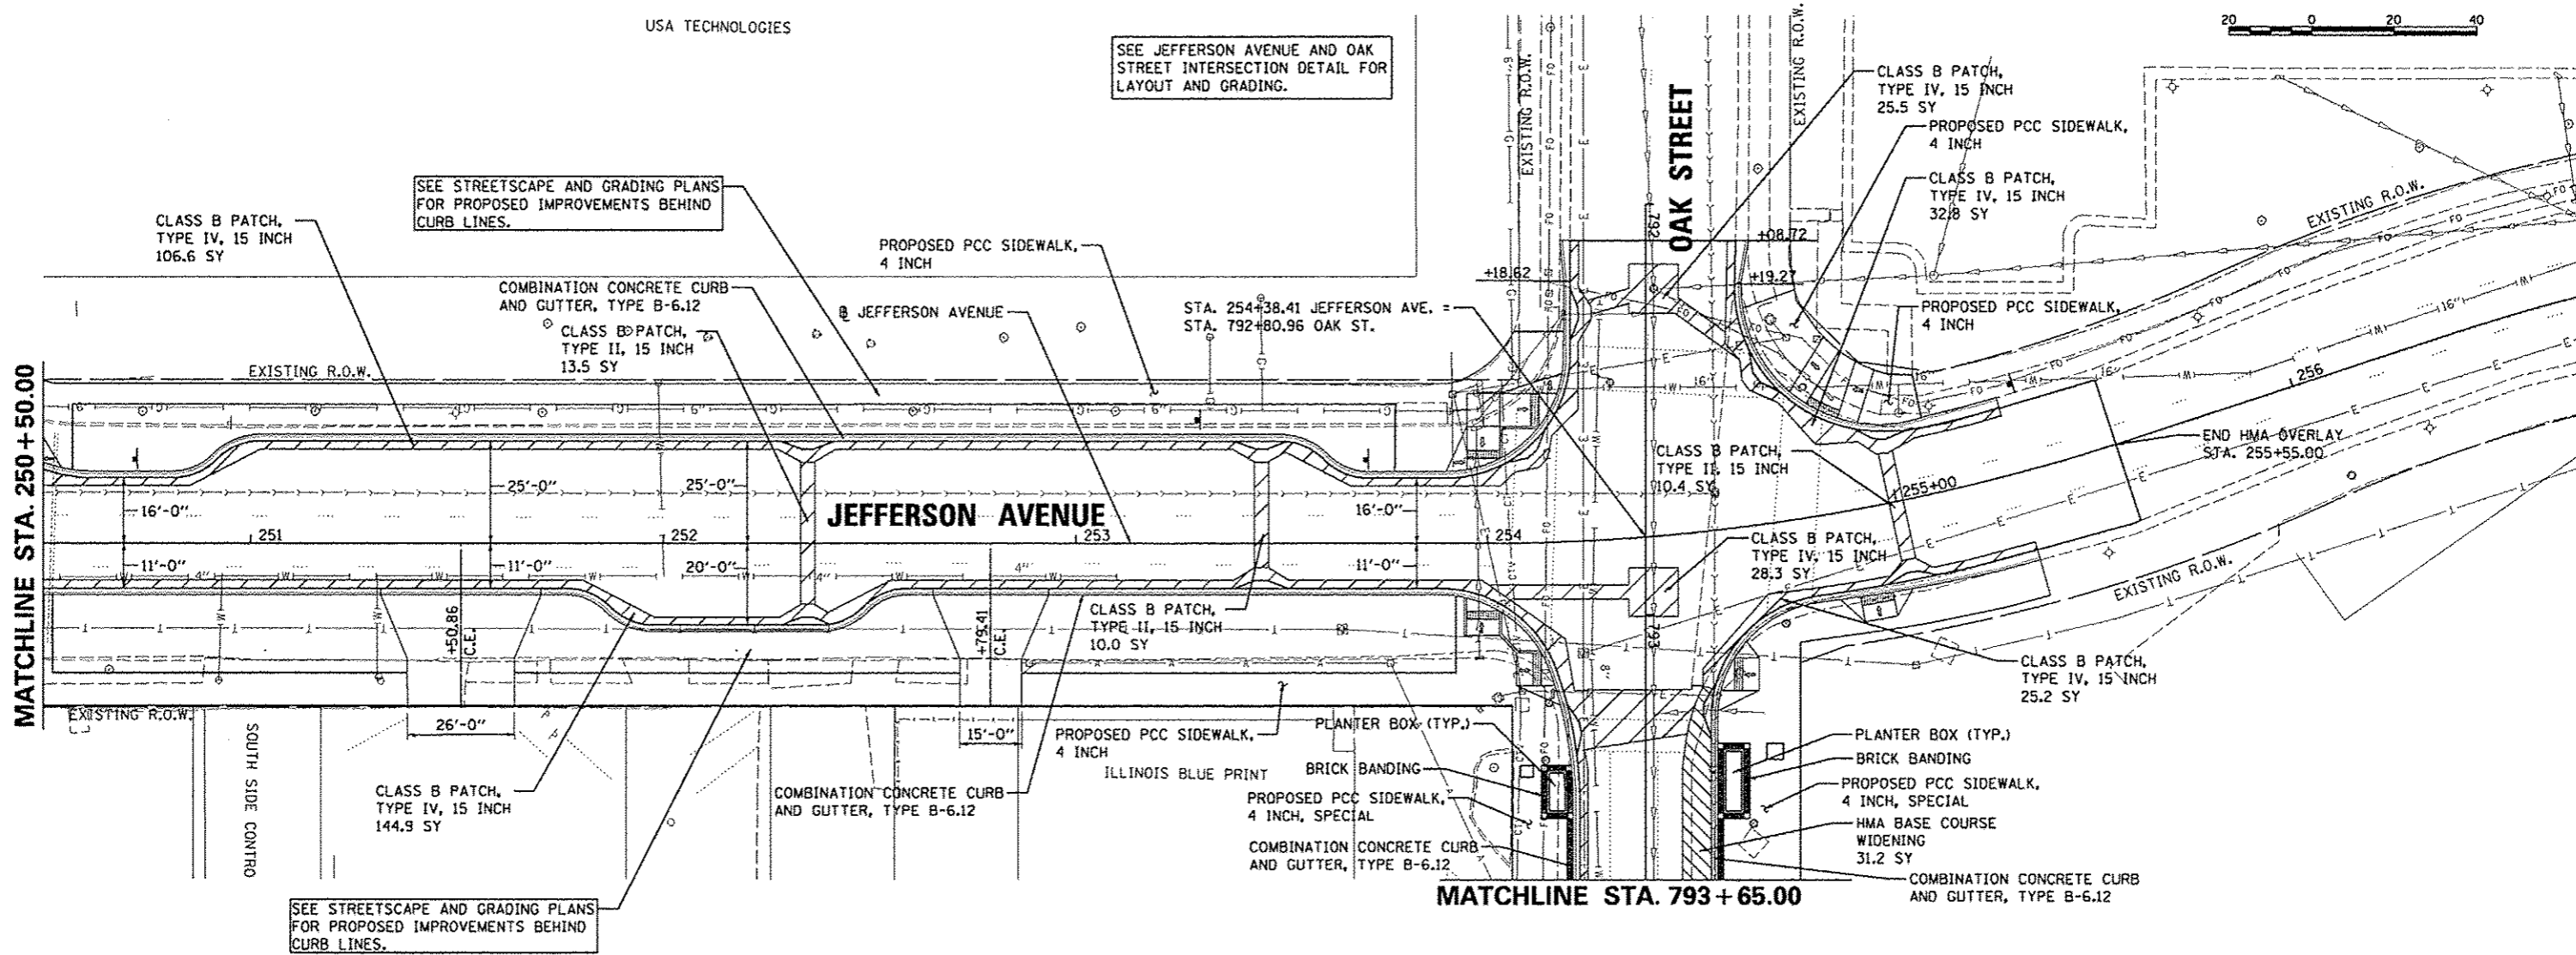 USA TECHNOLOGIES
SEE JEFFERSON AVENUE AND OAK
STREET INTERSECTION DETAIL FOR
LAYOUT AND GRADING.
20 0 20 40
SEE STREETSCAPE AND GRADING PLANS
FOR PROPOSED IMPROVEMENTS BEHIND
CURB LINES.
CLASS B PATCH,
TYPE IV, 15 INCH
106.6 SY
COMBINATION CONCRETE CURB
AND GUTTER, TYPE B-6.12
CLASS B PATCH,
TYPE II, 15 INCH
13.5 SY
PROPOSED PCC SIDEWALK,
4 INCH
JEFFERSON AVENUE
STA. 254+38.41 JEFFERSON AVE. =
STA. 792+80.96 OAK ST.
EXISTING R.O.W.
EXISTING R.O.W.
EXISTING R.O.W.
OAK STREET
792
+18.62
+08.72
+19.27
CLASS B PATCH,
TYPE IV, 15 INCH
25.5 SY
PROPOSED PCC SIDEWALK,
4 INCH
CLASS B PATCH,
TYPE IV, 15 INCH
32.8 SY
PROPOSED PCC SIDEWALK,
4 INCH
EXISTING R.O.W.
256
END HMA OVERLAY
STA. 255+55.00
CLASS B PATCH,
TYPE II, 15 INCH
10.4 SY
255+00
MATCHLINE STA. 250+50.00
16'-0"
25'-0"
25'-0"
JEFFERSON AVENUE
16'-0"
251
252
253
254
11'-0"
11'-0"
20'-0"
11'-0"
CLASS B PATCH,
TYPE IV, 15 INCH
28.3 SY
EXISTING R.O.W.
+50.86
C.E.
+79.41
C.E.
CLASS B PATCH,
TYPE II, 15 INCH
10.0 SY
793
CLASS B PATCH,
TYPE IV, 15 INCH
25.2 SY
EXISTING R.O.W.
26'-0"
15'-0"
SOUTH SIDE CONTRO
PROPOSED PCC SIDEWALK,
4 INCH
ILLINOIS BLUE PRINT
CLASS B PATCH,
TYPE IV, 15 INCH
144.9 SY
COMBINATION CONCRETE CURB
AND GUTTER, TYPE B-6.12
PLANTER BOX (TYP.)
BRICK BANDING
PROPOSED PCC SIDEWALK,
4 INCH, SPECIAL
COMBINATION CONCRETE CURB
AND GUTTER, TYPE B-6.12
PLANTER BOX (TYP.)
BRICK BANDING
PROPOSED PCC SIDEWALK,
4 INCH, SPECIAL
HMA BASE COURSE
WIDENING
31.2 SY
COMBINATION CONCRETE CURB
AND GUTTER, TYPE B-6.12
MATCHLINE STA. 793+65.00
SEE STREETSCAPE AND GRADING PLANS
FOR PROPOSED IMPROVEMENTS BEHIND
CURB LINES.